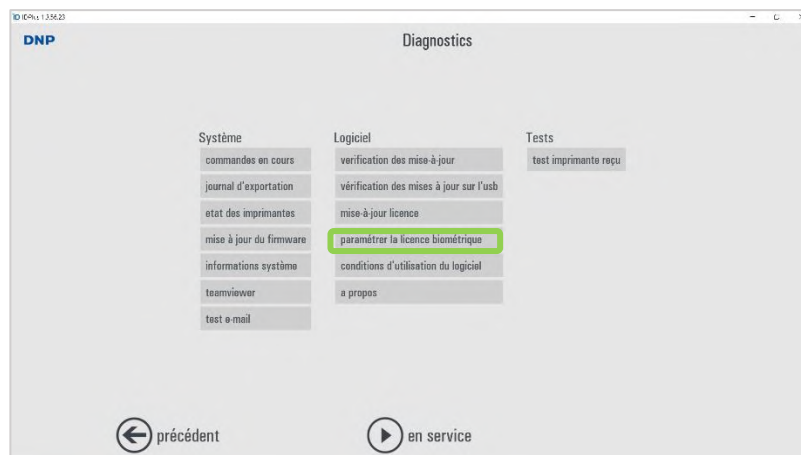 DNP
Diagnostics
Système
commandes en cours
journal d'exportation
etat des imprimantes
mise à jour du firmware
informations système
teamviewer
test e-mail
Logiciel
verification des mise-à-jour
vérification des mises à jour sur l'usb
mise-à-jour licence
paramétrer la licence biométrique
conditions d'utilisation du logiciel
a propos
Tests
test imprimante reçu
précédent
en service